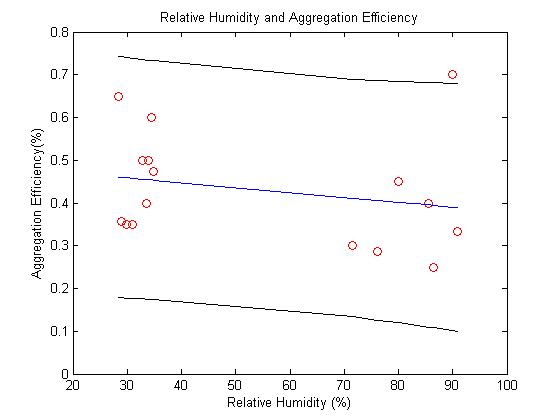 Relative Humidity and Aggregation Efficiency
0.8
0.7
0.6
0.5
0.4
0.3
0.2
0.1
0
Aggregation Efficiency(%)
20 30 40 50 60 70 80 90 100
Relative Humidity (%)